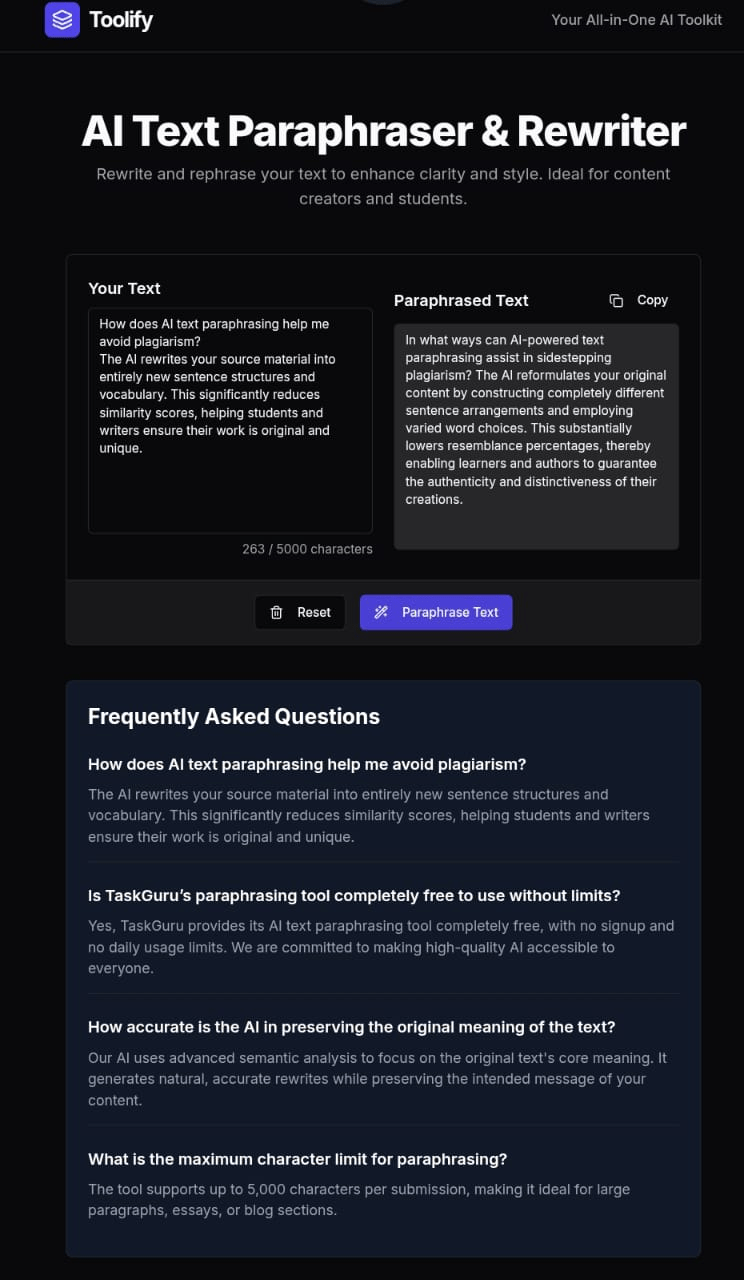 Toolify
Your All-in-One AI Toolkit
AI Text Paraphraser & Rewriter
Rewrite and rephrase your text to enhance clarity and style. Ideal for content
creators and students.
Your Text
How does AI text paraphrasing help me
avoid plagiarism?
The AI rewrites your source material into
entirely new sentence structures and
vocabulary. This significantly reduces
similarity scores, helping students and
writers ensure their work is original and
unique.
263 / 5000 characters
Paraphrased Text
Copy
In what ways can AI-powered text
paraphrasing assist in sidestepping
plagiarism? The AI reformulates your original
content by constructing completely different
sentence arrangements and employing
varied word choices. This substantially
lowers resemblance percentages, thereby
enabling learners and authors to guarantee
the authenticity and distinctiveness of their
creations.
Reset
Paraphrase Text
Frequently Asked Questions
How does AI text paraphrasing help me avoid plagiarism?
The AI rewrites your source material into entirely new sentence structures and
vocabulary. This significantly reduces similarity scores, helping students and writers
ensure their work is original and unique.
Is TaskGuru’s paraphrasing tool completely free to use without limits?
Yes, TaskGuru provides its AI text paraphrasing tool completely free, with no signup and
no daily usage limits. We are committed to making high-quality AI accessible to
everyone.
How accurate is the AI in preserving the original meaning of the text?
Our AI uses advanced semantic analysis to focus on the original text's core meaning. It
generates natural, accurate rewrites while preserving the intended message of your
content.
What is the maximum character limit for paraphrasing?
The tool supports up to 5,000 characters per submission, making it ideal for large
paragraphs, essays, or blog sections.